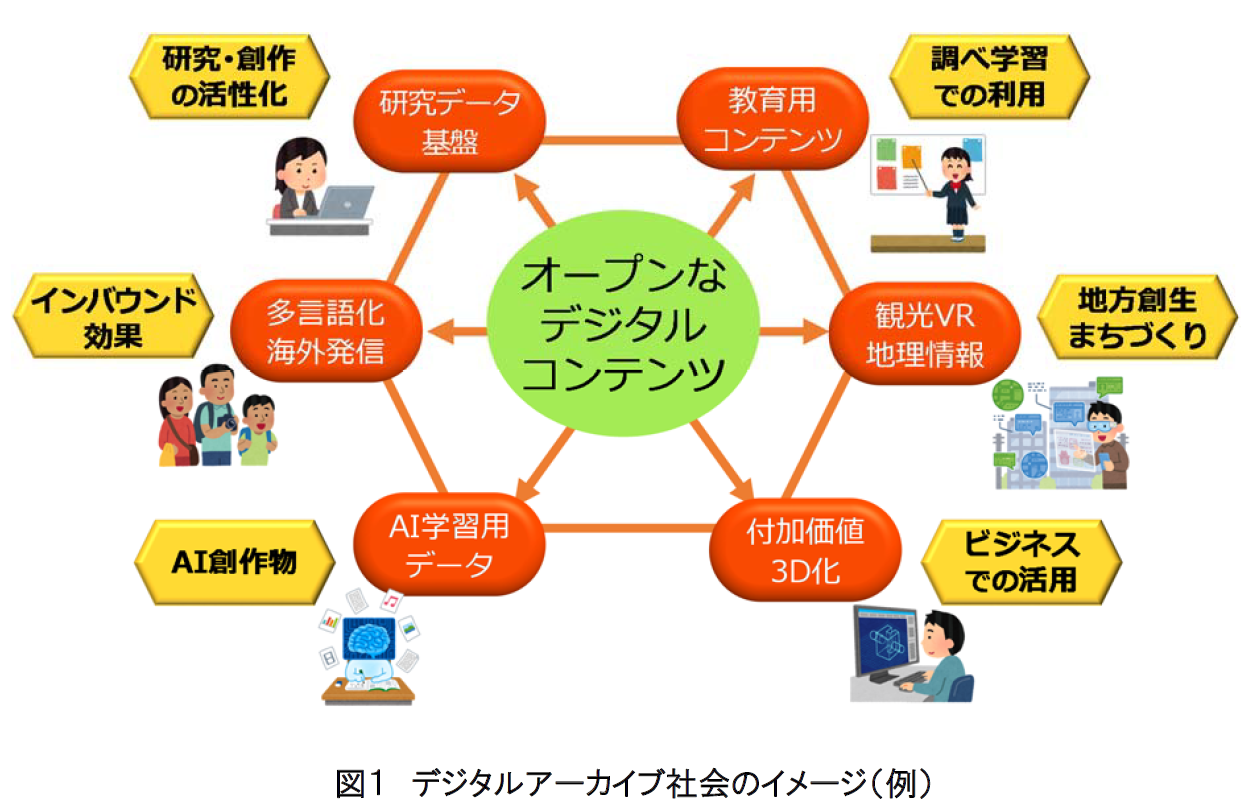 研究・創作
の活性化
研究データ
基盤
教育用
コンテンツ
調べ学習
での利用
インバウンド
効果
多言語化
海外発信
オープンな
デジタル
コンテンツ
観光VR
地理情報
地方創生
まちづくり
AI創作物
AI学習用
データ
付加価値
3D化
ビジネス
での活用
図1　デジタルアーカイブ社会のイメージ（例）